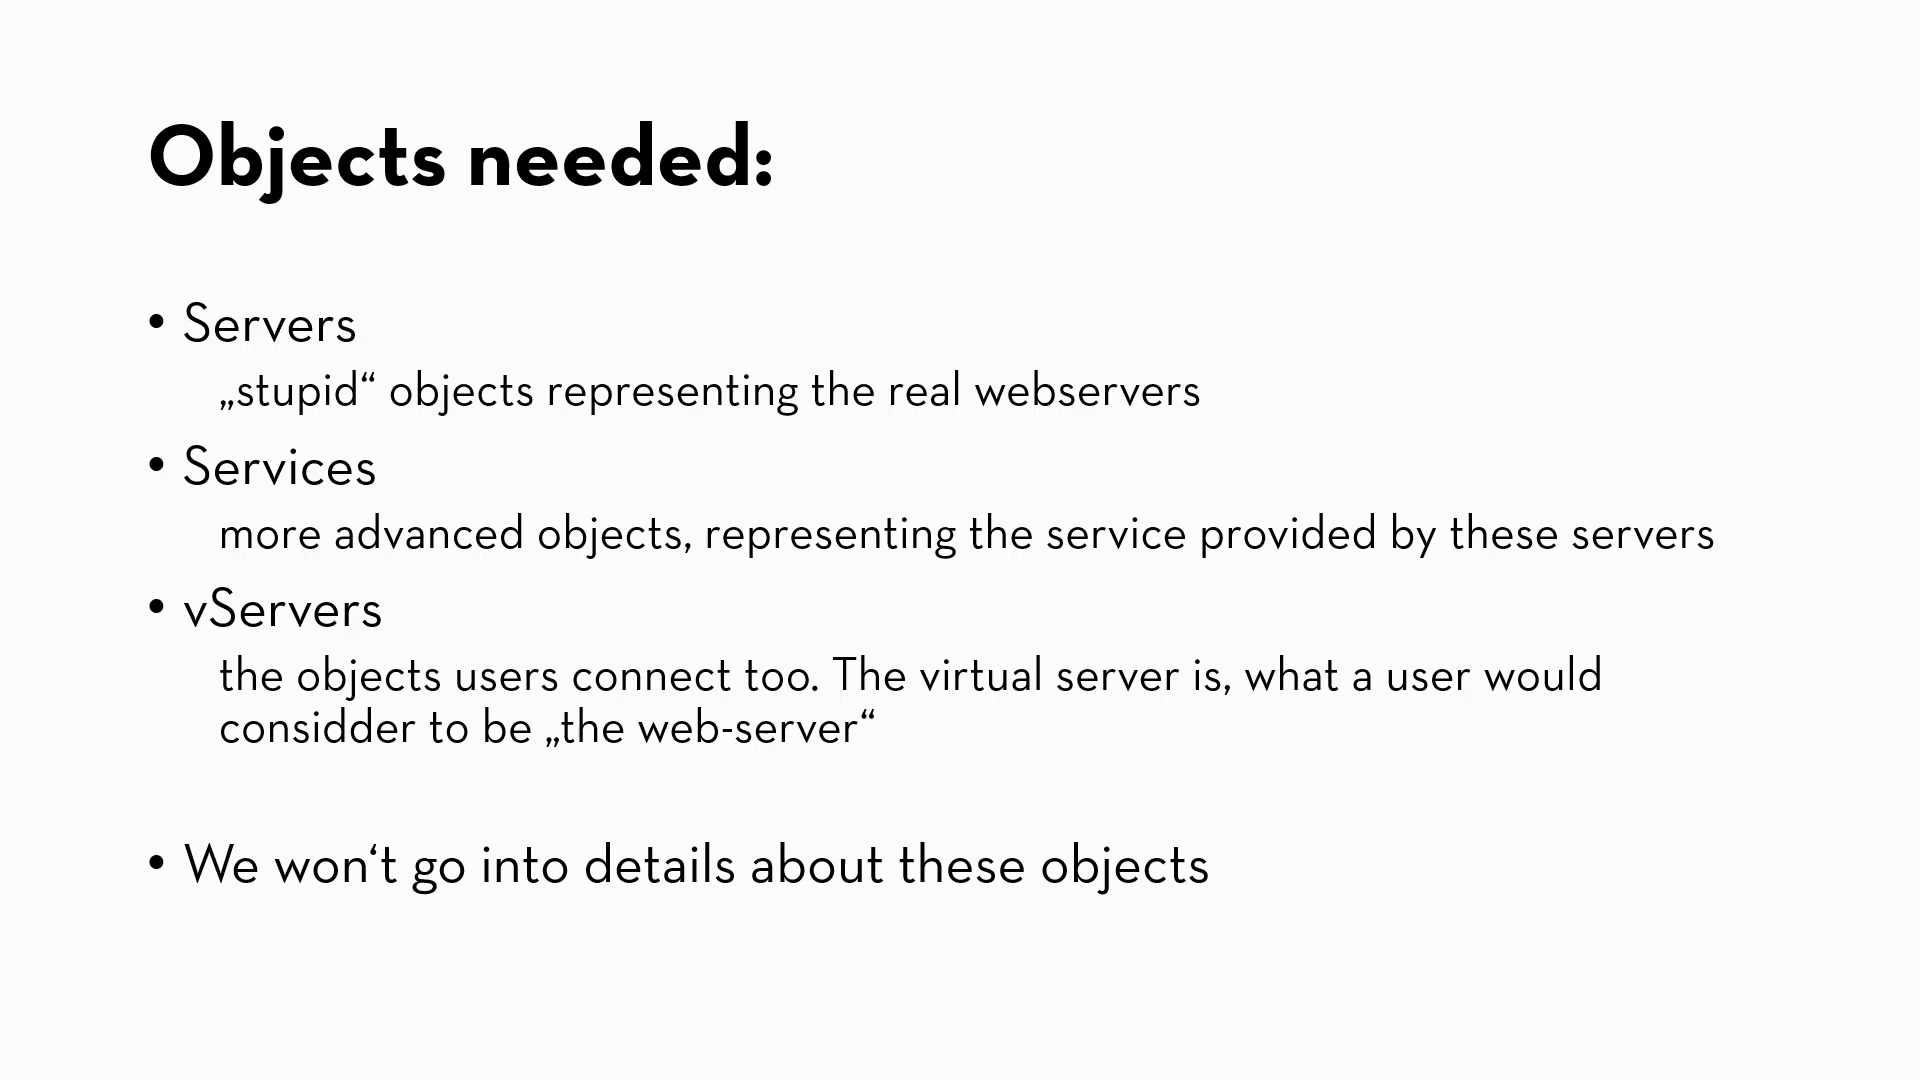 Objects needed:
• Servers
„stupid“ objects representing the real webservers
• Services
more advanced objects, representing the service provided by these servers
• vServers
the objects users connect too. The virtual server is, what a user would
considder to be „the web-server“
• We won‘t go into details about these objects